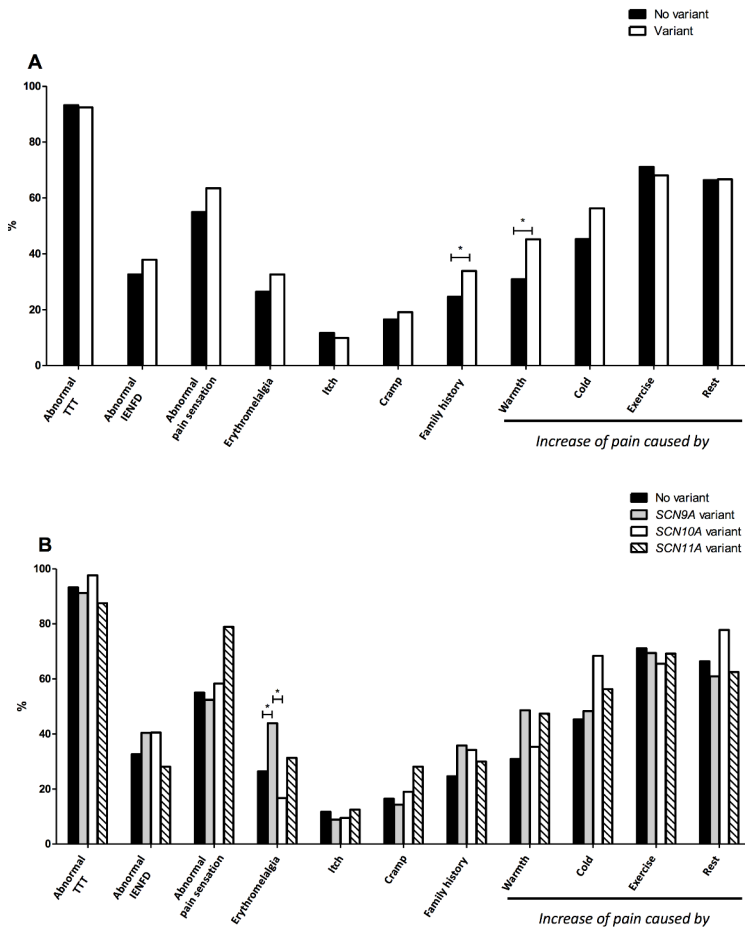 No variant
Variant
A
100
80
60
40
20
0
%
*
*
Abnormal
TTT
Abnormal
IENFD
Abnormal
pain sensation
Erythromelalgia
Itch
Cramp
Family history
Warmth
Cold
Exercise
Rest
Increase of pain caused by
No variant
SCN9A variant
SCN10A variant
SCN11A variant
B
100
80
60
40
20
0
%
*
*
Abnormal
TTT
Abnormal
IENFD
Abnormal
pain sensation
Erythromelalgia
Itch
Cramp
Family history
Warmth
Cold
Exercise
Rest
Increase of pain caused by